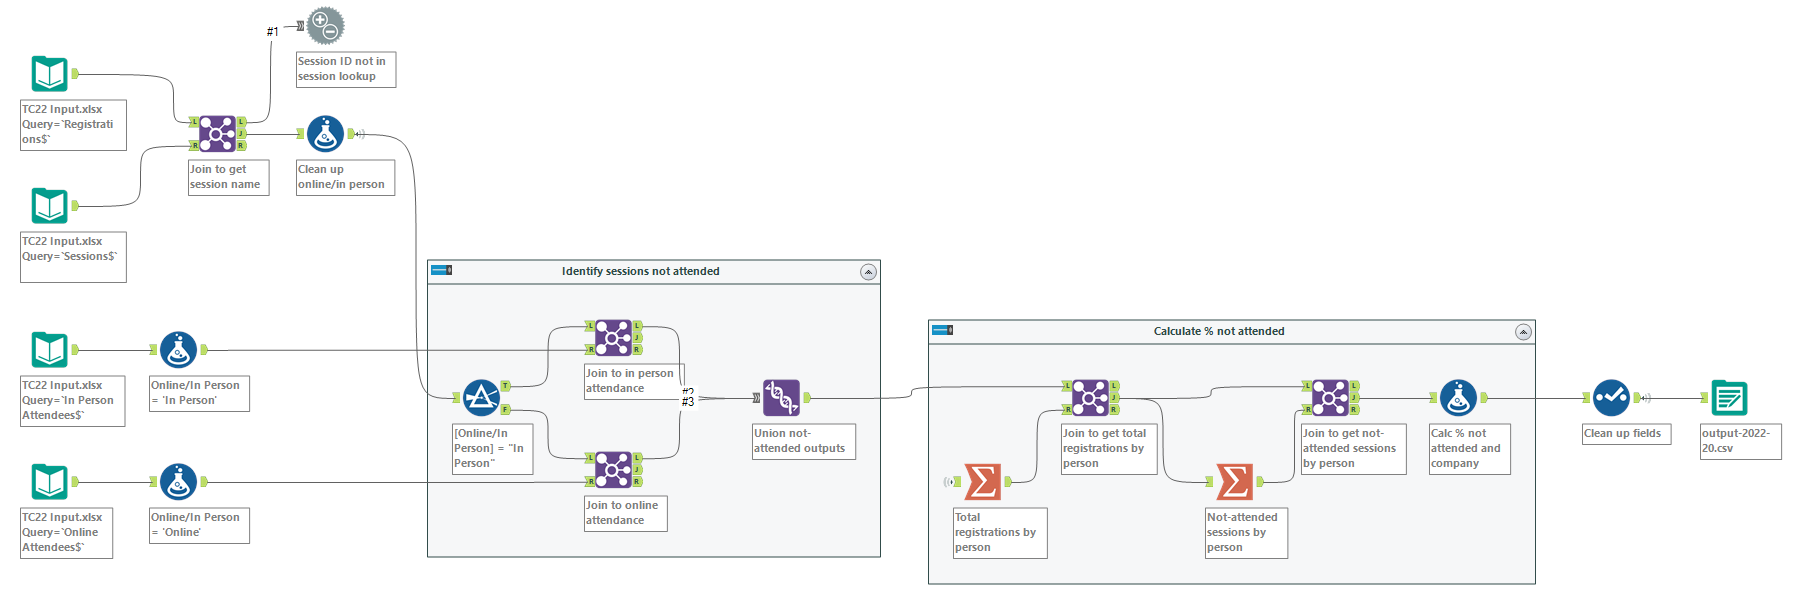 #1
Session ID not in
session lookup
TC22 Input.xlsx
Query=`Registrati
ons$`
L
R
L
J
R
Join to get
session name
Clean up
online/in person
TC22 Input.xlsx
Query=`Sessions$`
Identify sessions not attended
TC22 Input.xlsx
Query=`In Person
Attendees$`
Online/In Person
= 'In Person'
L
R
L
J
R
Join to in person
attendance
#2
#3
T
F
[Online/In
Person] = "In
Person"
Union not-
attended outputs
TC22 Input.xlsx
Query=`Online
Attendees$`
Online/In Person
= 'Online'
L
R
L
J
R
Join to online
attendance
Calculate % not attended
L
R
L
J
R
Join to get total
registrations by
person
Total
registrations by
person
Not-attended
sessions by
person
L
R
L
J
R
Join to get not-
attended sessions
by person
Calc % not
attended and
company
Clean up fields
output-2022-
20.csv